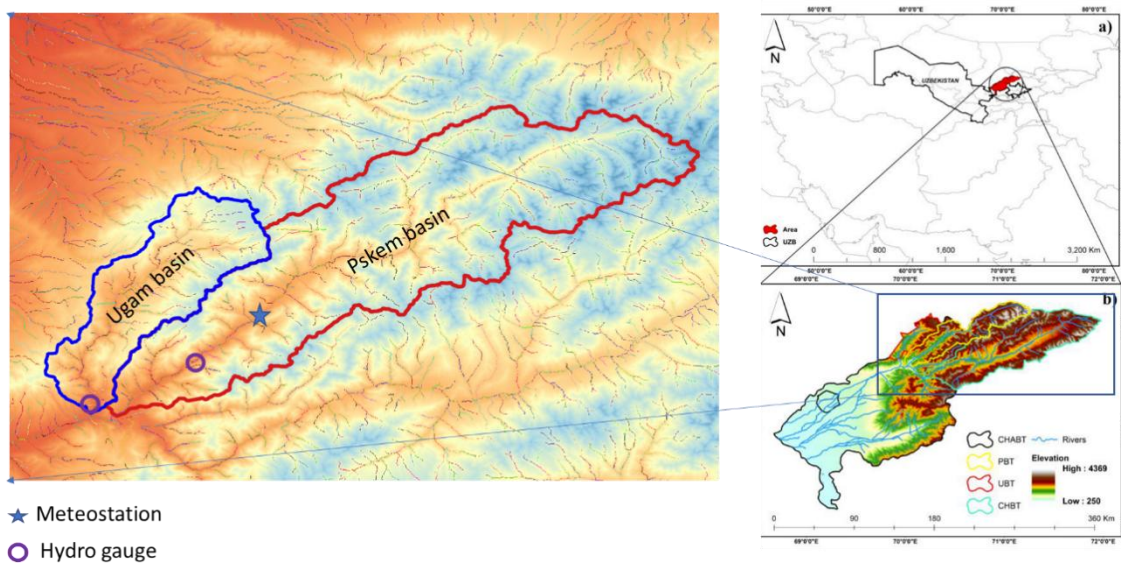 Ugam basin
Pskem basin
Meteostation
Hydro gauge
50°0'0"E 60°0'0"E 70°0'0"E 80°0'0"E
a)
N
UZBEKISTAN
Area
UZB
0 800 1,600 3,200 Km
b)
N
CHABT
PBT
UBT
CHBT
Rivers
Elevation
High : 4369
Low : 250
0 90 180 360 Km
69°0'0"E 70°0'0"E 71°0'0"E 72°0'0"E